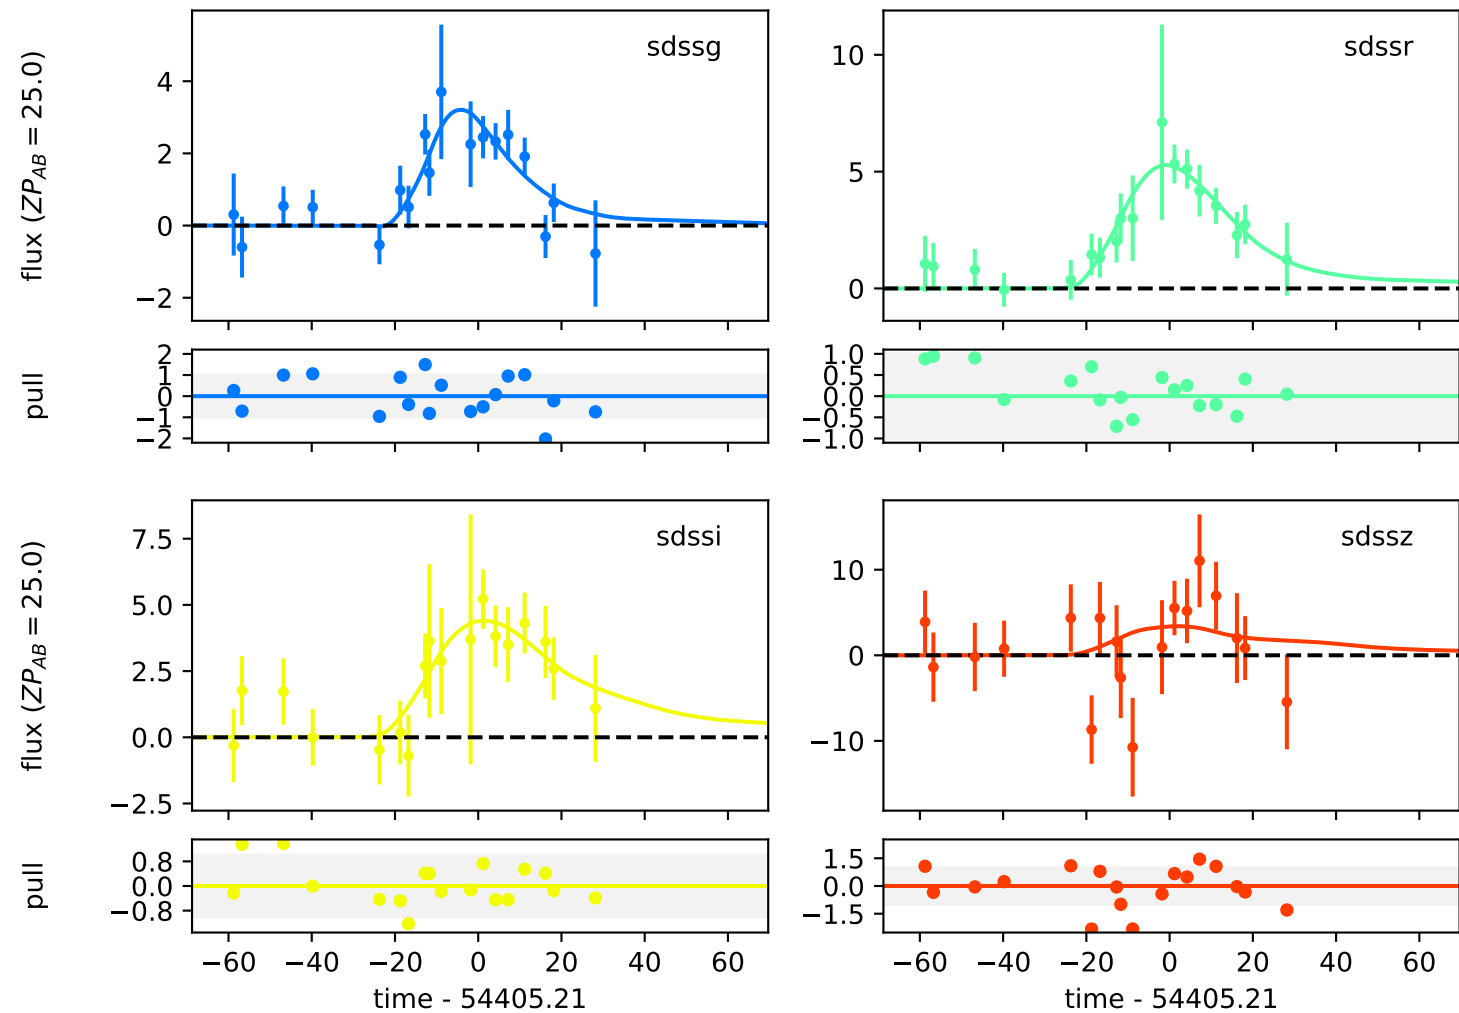 sdssg
flux (ZP_AB = 25.0)
4
2
0
−2
sdssr
10
5
0
pull
2
1
0
−1
−2
1.0
0.5
0.0
−0.5
−1.0
sdssi
flux (ZP_AB = 25.0)
7.5
5.0
2.5
0.0
−2.5
sdssz
10
0
−10
pull
0.8
0.0
−0.8
1.5
0.0
−1.5
−60 −40 −20 0 20 40 60
time - 54405.21
−60 −40 −20 0 20 40 60
time - 54405.21